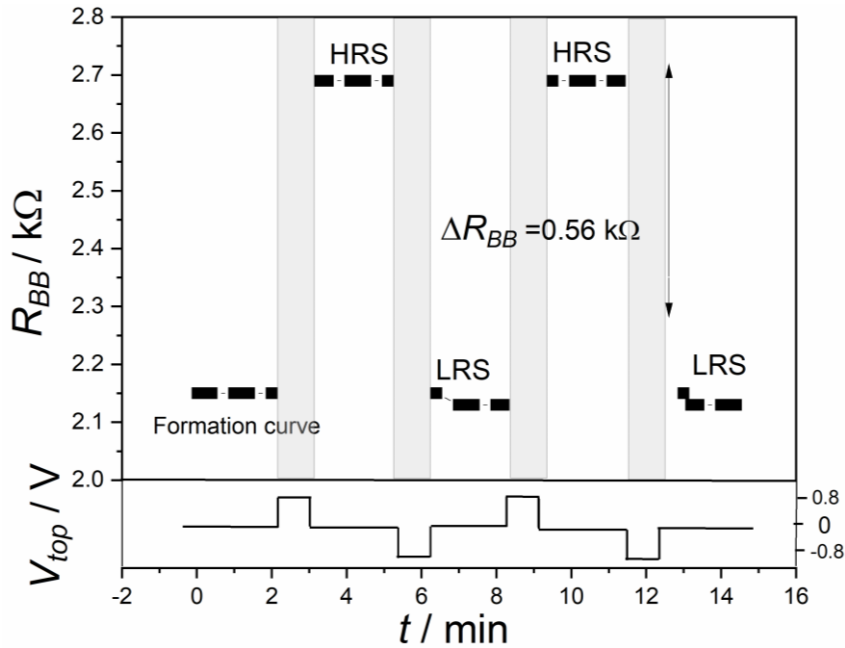 2.8
2.7
2.6
2.5
2.4
2.3
2.2
2.1
2.0
R_BB / kΩ
HRS
HRS
ΔR_BB =0.56 kΩ
LRS
LRS
Formation curve
V_top / V
0.8
0
-0.8
-2 0 2 4 6 8 10 12 14 16
t / min